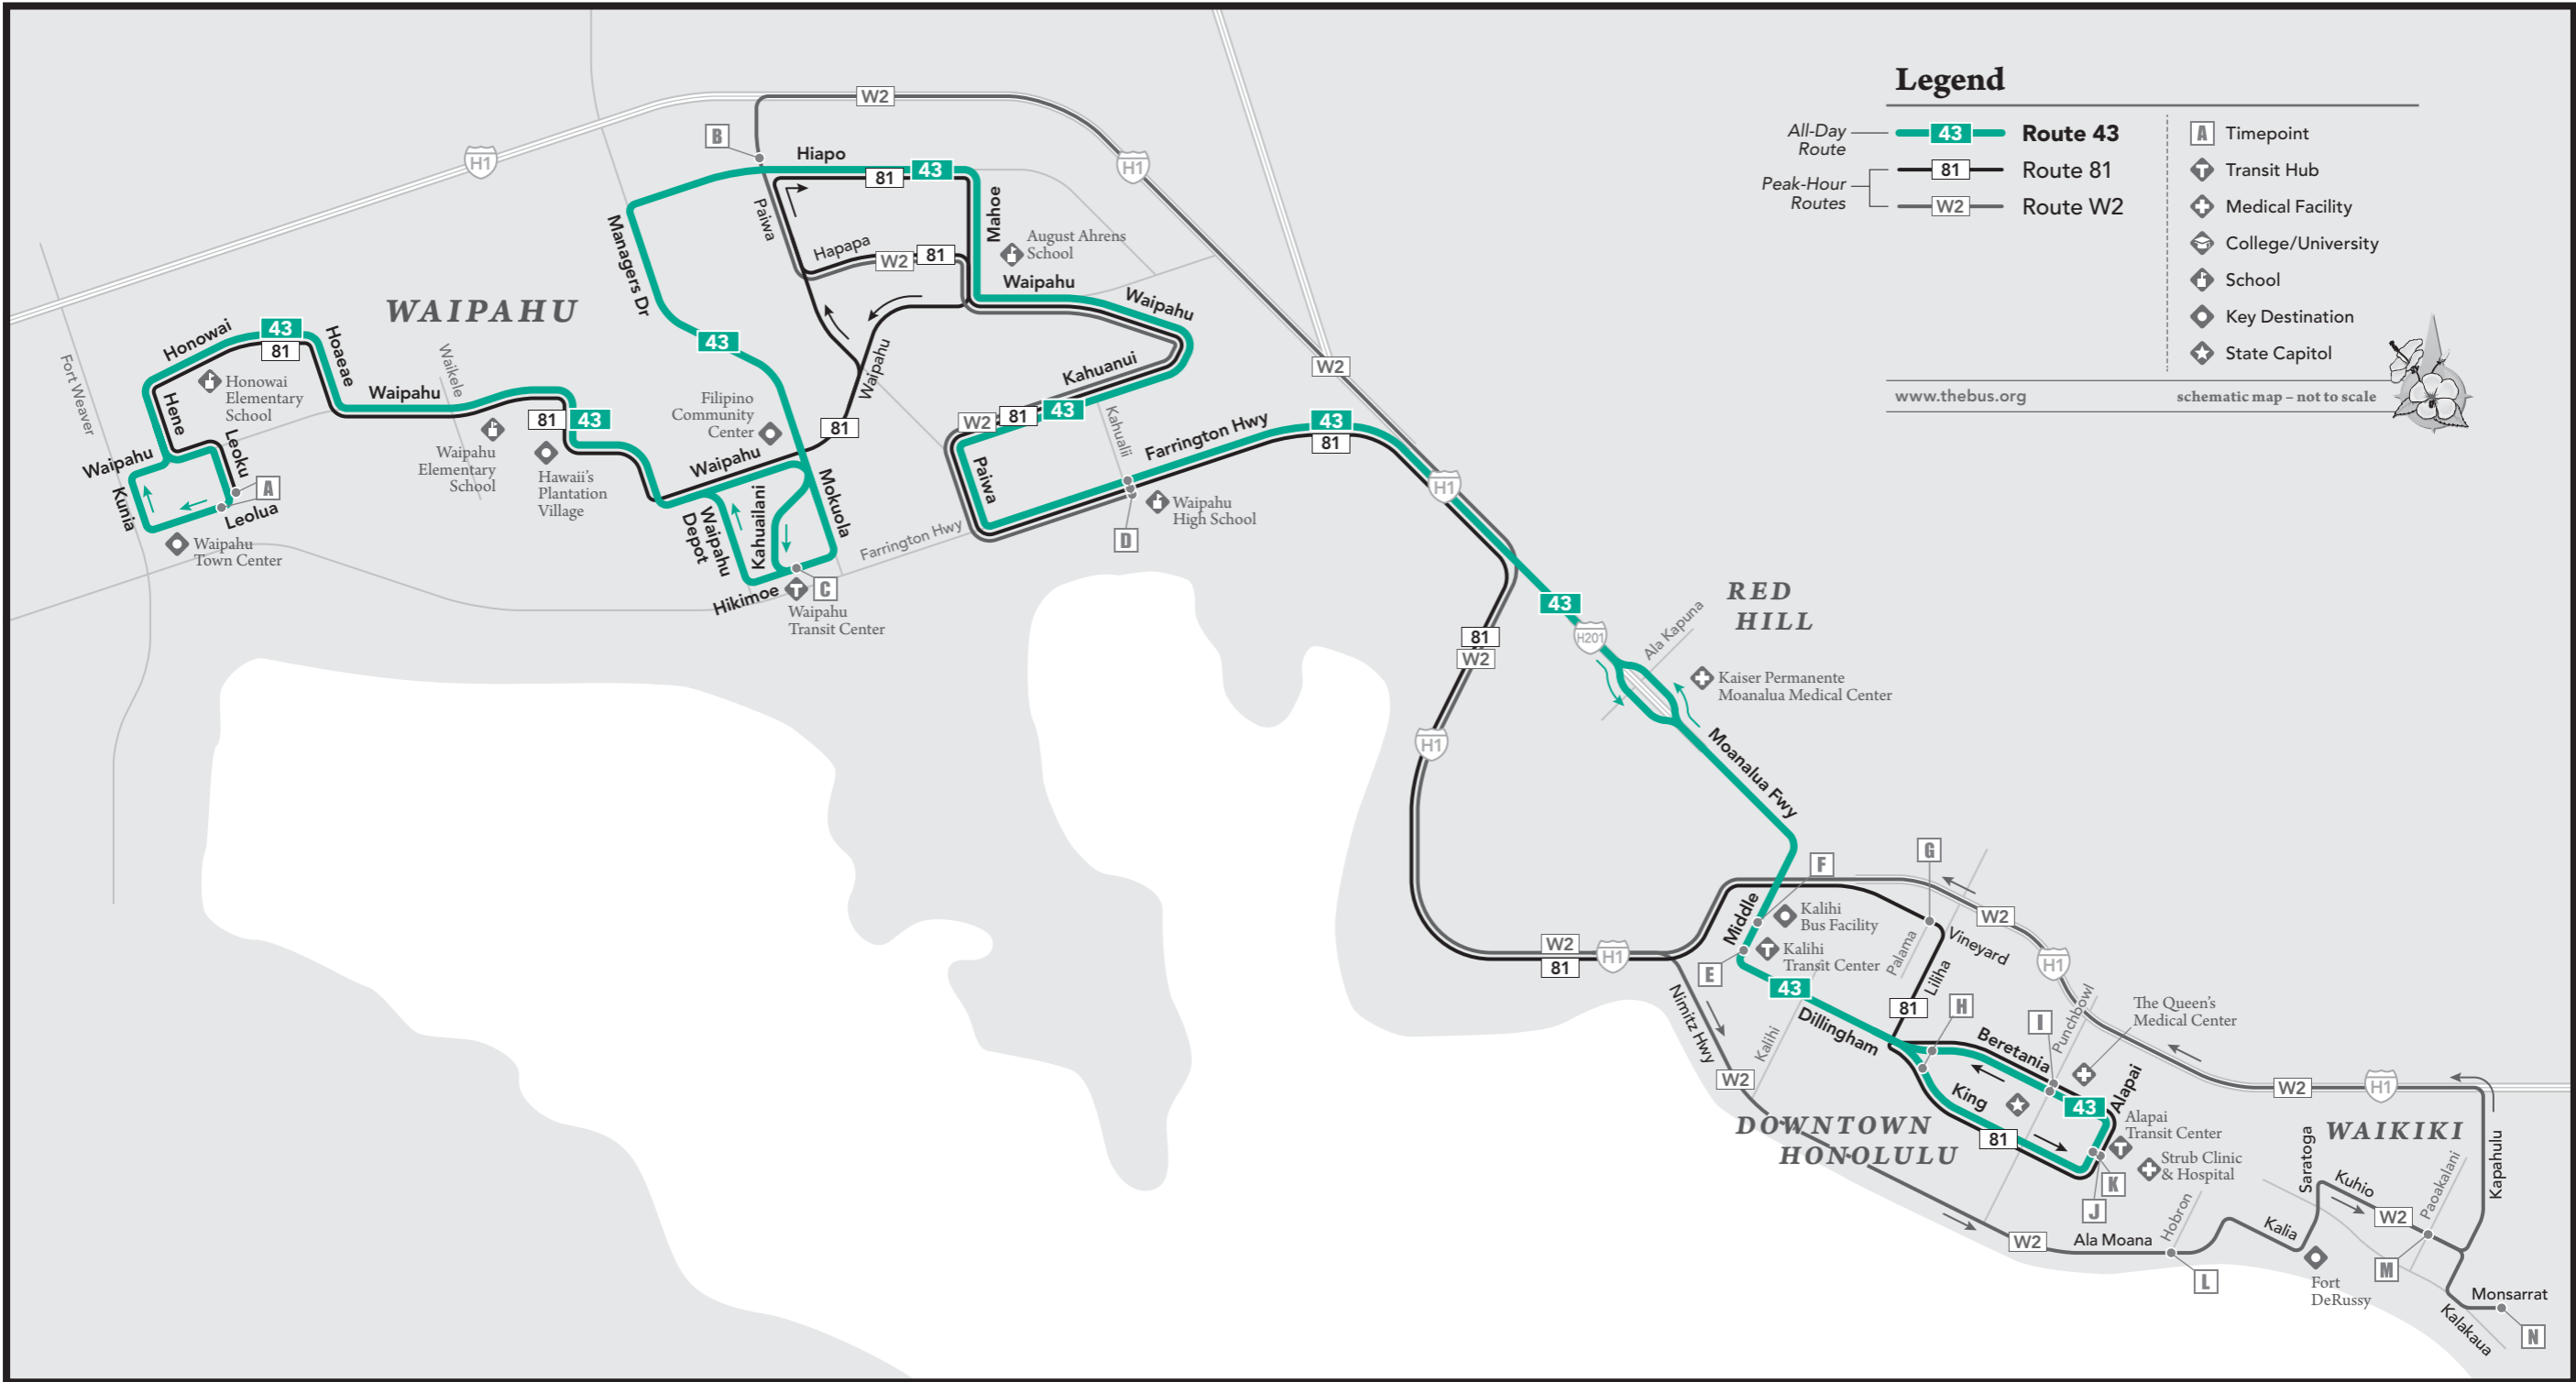 Legend
All-Day
Route
43
Route 43
Peak-Hour
Routes
81
Route 81
W2
Route W2
A
Timepoint
Transit Hub
Medical Facility
College/University
School
Key Destination
State Capitol
www.thebus.org
schematic map – not to scale
W2
B
H1
H1
Hiapo
43
81
Paiwa
Mahoe
Managers Dr
Hapapa
W2
81
August Ahrens
School
Waipahu
Waipahu
WAIPAHU
Honowai
43
81
Hoaeae
43
Fort Weaver
Waikele
Honowai
Elementary
School
Hene
Waipahu
Leoku
81
43
Waipahu
Elementary
School
Hawaii's
Plantation
Village
Waipahu
Kunia
A
Leolua
Waipahu
Town Center
Filipino
Community
Center
Waipahu
81
Waipahu
Mokuola
Kahuailani
Waipahu
Depot
Hikimoe
C
Waipahu
Transit Center
Farrington Hwy
Kahuanui
W2
81
43
Kahualii
Paiwa
Farrington Hwy
43
81
W2
Waipahu
High School
D
H1
43
H201
RED
HILL
Ala Kapuna
Kaiser Permanente
Moanalua Medical Center
81
W2
H1
Moanalua Fwy
W2
81
H1
F
G
Middle
Kalihi
Bus Facility
Kalihi
Transit Center
E
43
Palama
Vineyard
W2
H1
Liliha
81
H
Nimitz Hwy
Kalihi
Dillingham
W2
Beretania
I
Punchbowl
The Queen's
Medical Center
King
43
Alapai
81
Alapai
Transit Center
Strub Clinic
& Hospital
K
J
DOWNTOWN
HONOLULU
W2
H1
WAIKIKI
Saratoga
Kuhio
W2
Paoakalani
Kapahulu
W2
Ala Moana
Hobron
Kalia
L
Fort
DeRussy
M
Monsarrat
Kalakaua
N